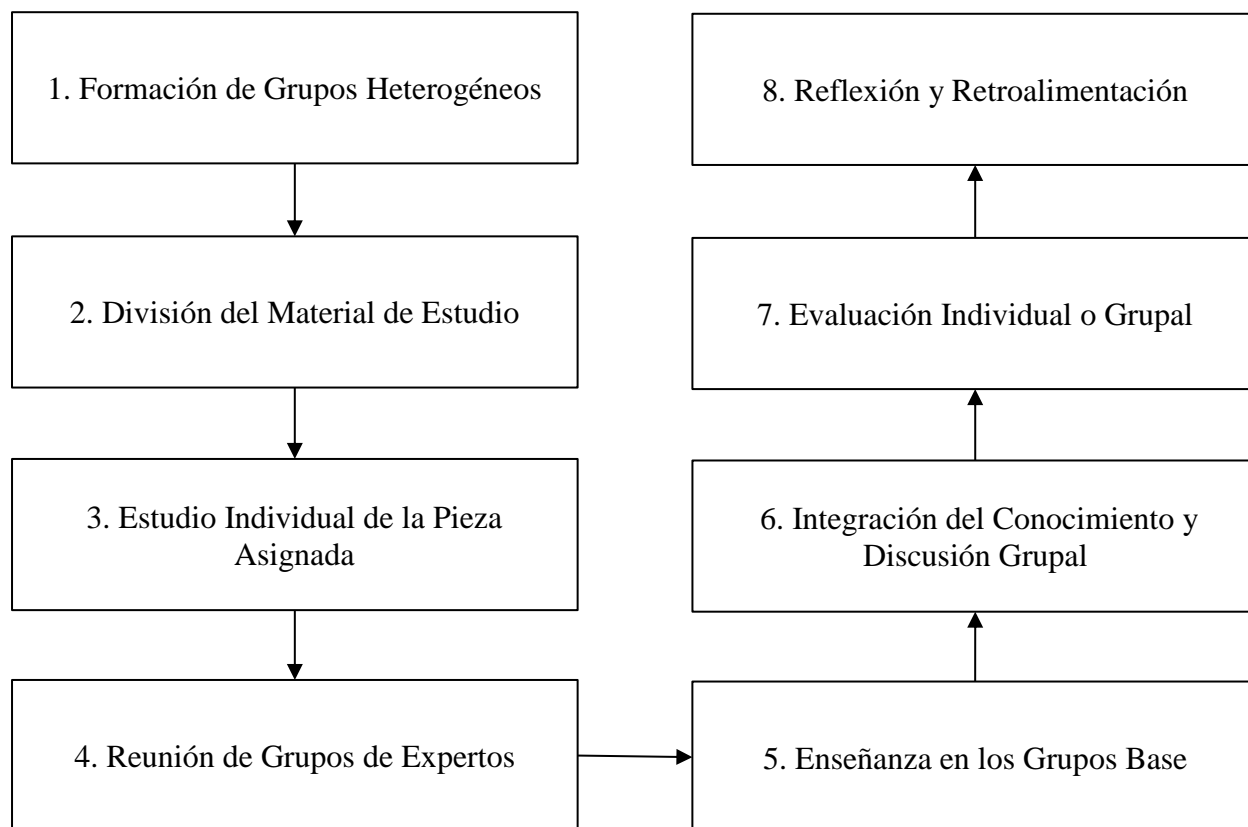 1. Formación de Grupos Heterogéneos
2. División del Material de Estudio
3. Estudio Individual de la Pieza
Asignada
4. Reunión de Grupos de Expertos
5. Enseñanza en los Grupos Base
6. Integración del Conocimiento y
Discusión Grupal
7. Evaluación Individual o Grupal
8. Reflexión y Retroalimentación